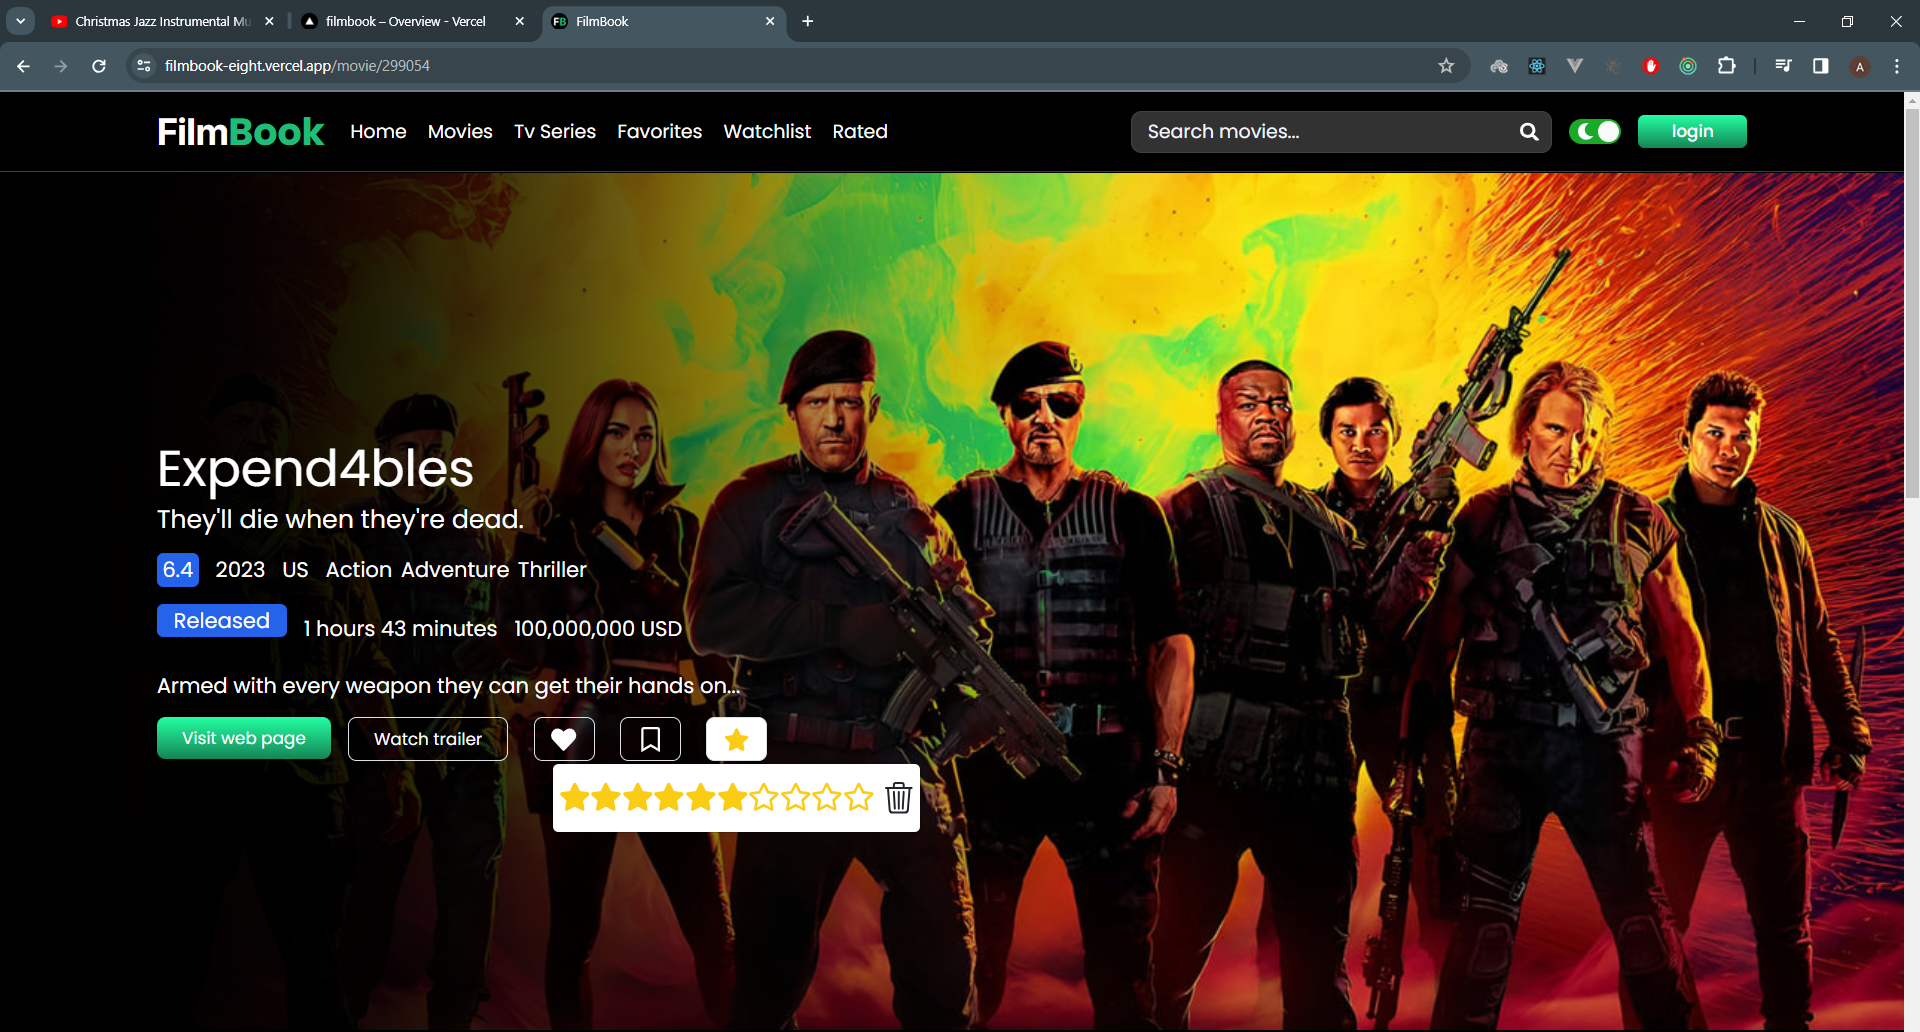 Christmas Jazz Instrumental Mu
filmbook – Overview - Vercel
FB FilmBook
filmbook-eight.vercel.app/movie/299054
A
FilmBook Home Movies Tv Series Favorites Watchlist Rated Search movies... login
Expend4bles
They'll die when they're dead.
6.4 2023 US Action Adventure Thriller
Released 1 hours 43 minutes 100,000,000 USD
Armed with every weapon they can get their hands on...
Visit web page Watch trailer